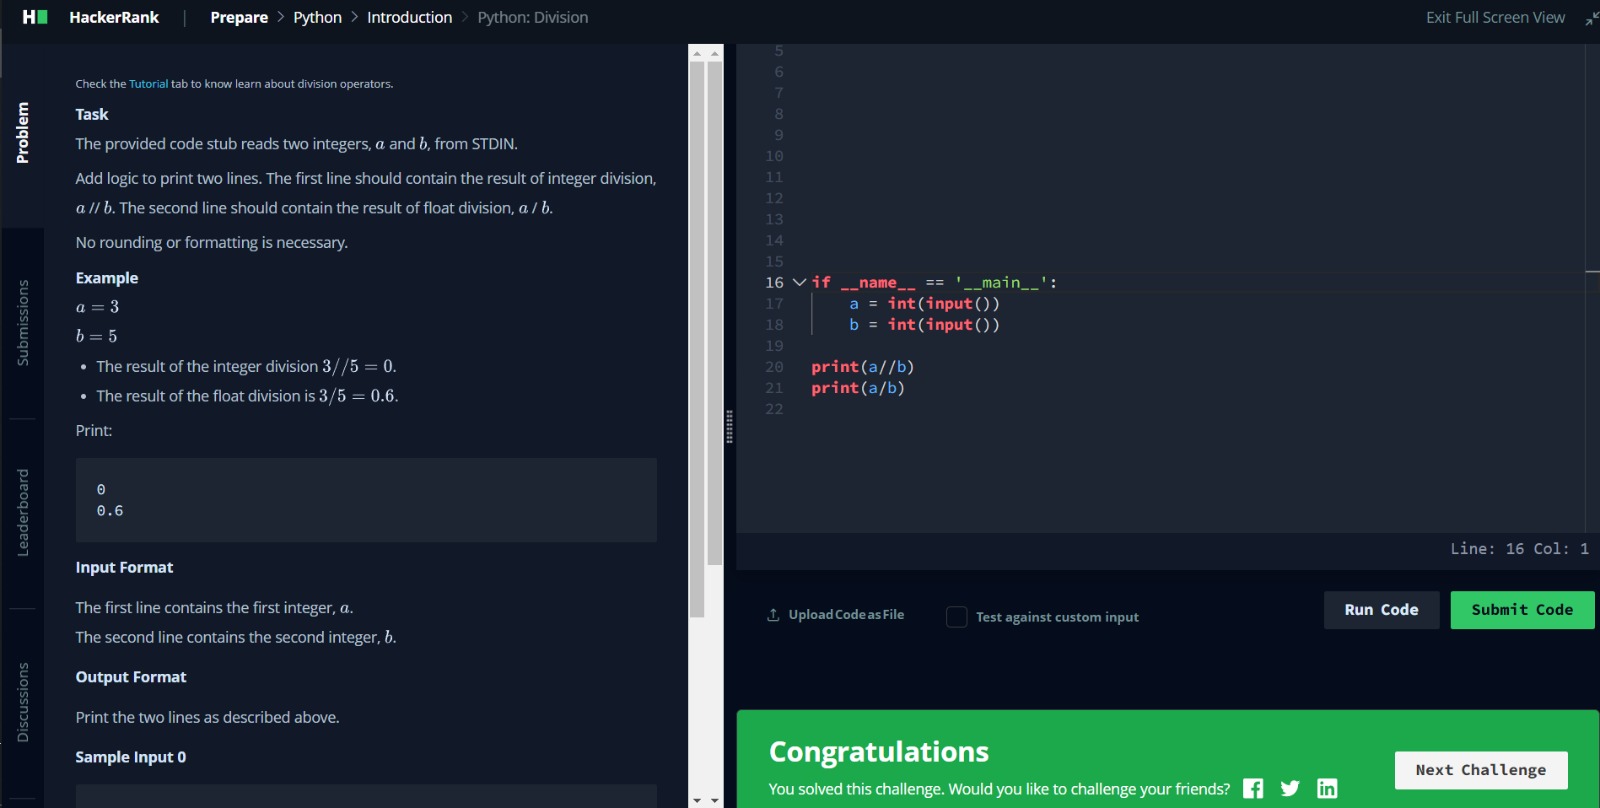 HackerRank | Prepare > Python > Introduction > Python: Division
Exit Full Screen View
Problem
Submissions
Leaderboard
Discussions
Check the Tutorial tab to know learn about division operators.
Task
The provided code stub reads two integers, a and b, from STDIN.
Add logic to print two lines. The first line should contain the result of integer division,
a // b. The second line should contain the result of float division, a / b.
No rounding or formatting is necessary.
Example
a = 3
b = 5
• The result of the integer division 3//5 = 0.
• The result of the float division is 3/5 = 0.6.
Print:
0
0.6
Input Format
The first line contains the first integer, a.
The second line contains the second integer, b.
Output Format
Print the two lines as described above.
Sample Input 0
5
6
7
8
9
10
11
12
13
14
15
16 if __name__ == '__main__':
17     a = int(input())
18     b = int(input())
19
20 print(a//b)
21 print(a/b)
22
Line: 16 Col: 1
Upload Code as File
Test against custom input
Run Code
Submit Code
Congratulations
You solved this challenge. Would you like to challenge your friends?
Next Challenge